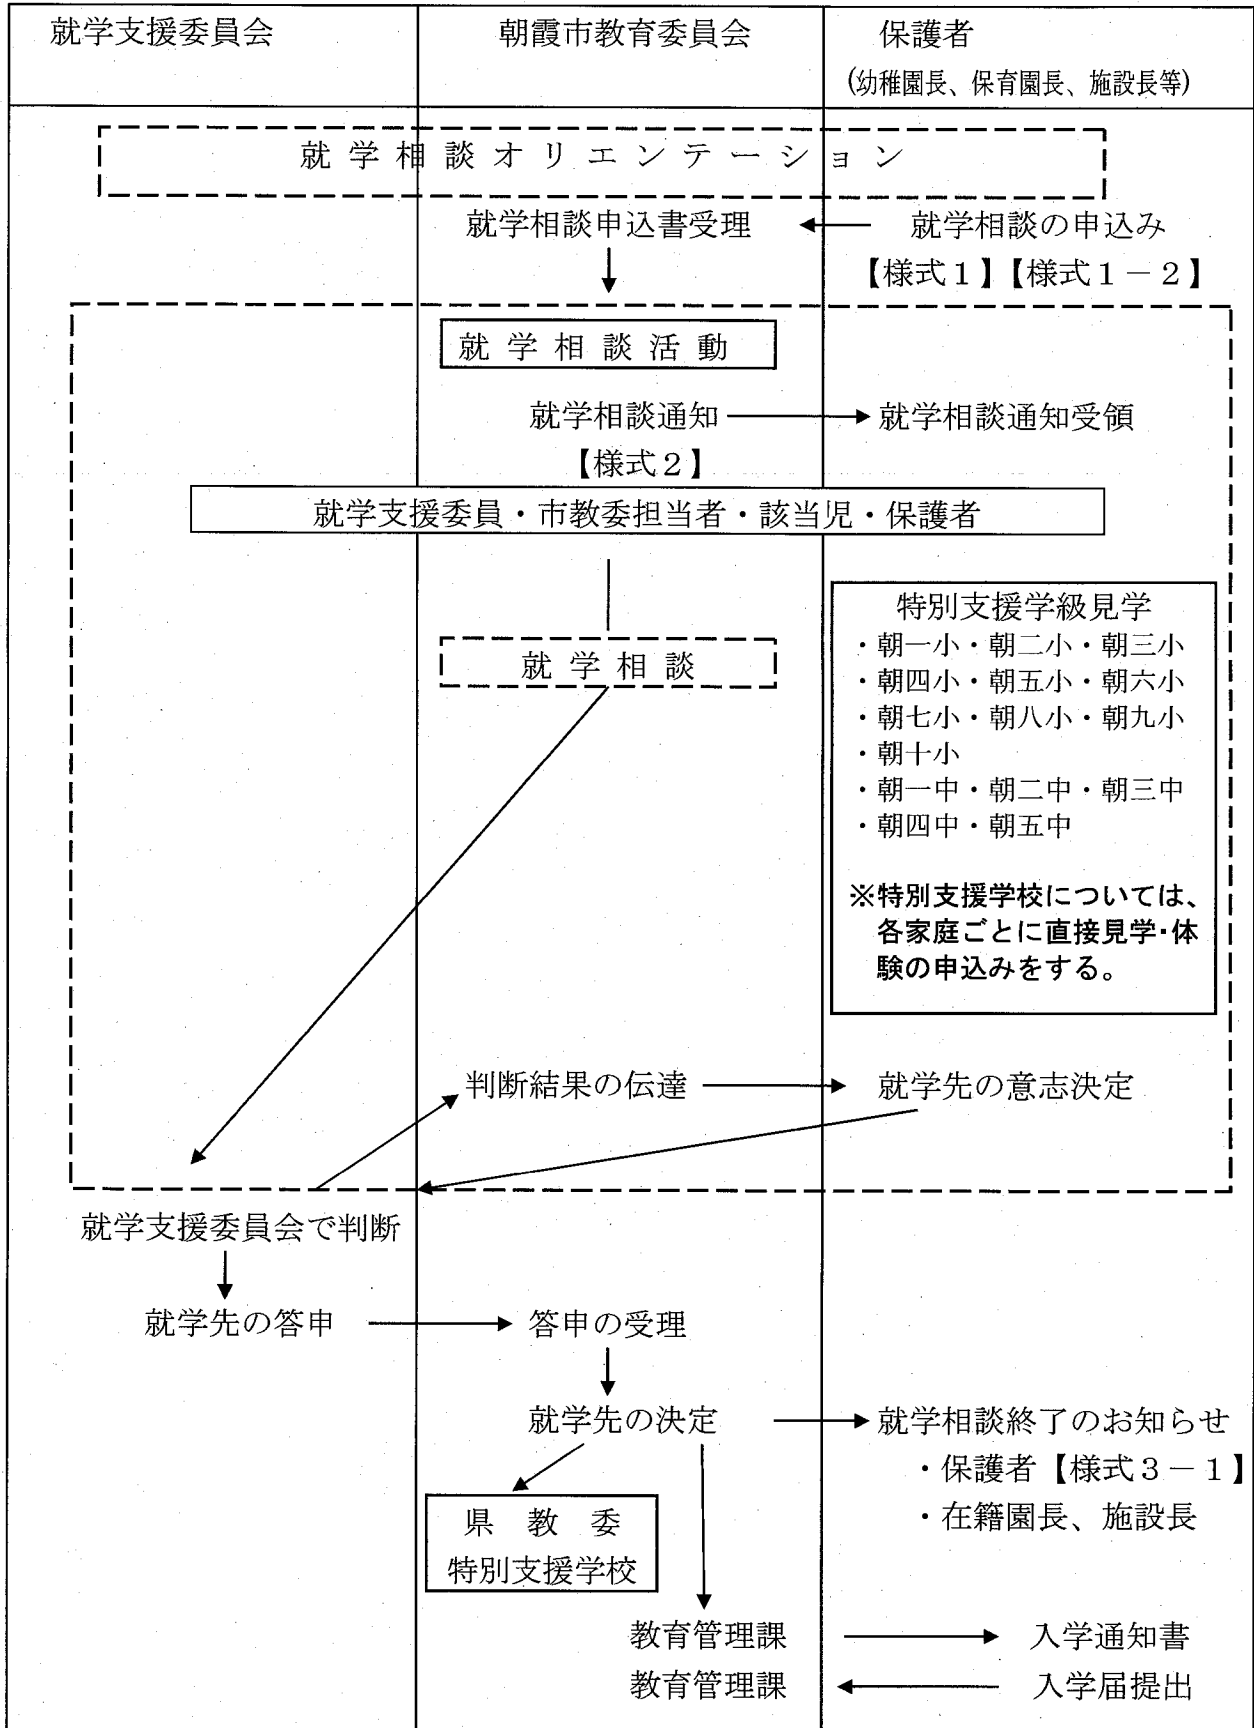 就学支援委員会
朝霞市教育委員会
保護者
(幼稚園長、保育園長、施設長等)
就学相談オリエンテーション
就学相談申込書受理
就学相談の申込み
【様式1】【様式1－2】
就学相談活動
就学相談通知
就学相談通知受領
【様式2】
就学支援委員・市教委担当者・該当児・保護者
特別支援学級見学
・朝一小・朝二小・朝三小
・朝四小・朝五小・朝六小
・朝七小・朝八小・朝九小
・朝十小
・朝一中・朝二中・朝三中
・朝四中・朝五中
※特別支援学校については、
各家庭ごとに直接見学・体
験の申込みをする。
就学相談
判断結果の伝達
就学先の意志決定
就学支援委員会で判断
就学先の答申
答申の受理
就学先の決定
就学相談終了のお知らせ
・保護者【様式3－1】
・在籍園長、施設長
県教委
特別支援学校
教育管理課
入学通知書
教育管理課
入学届提出